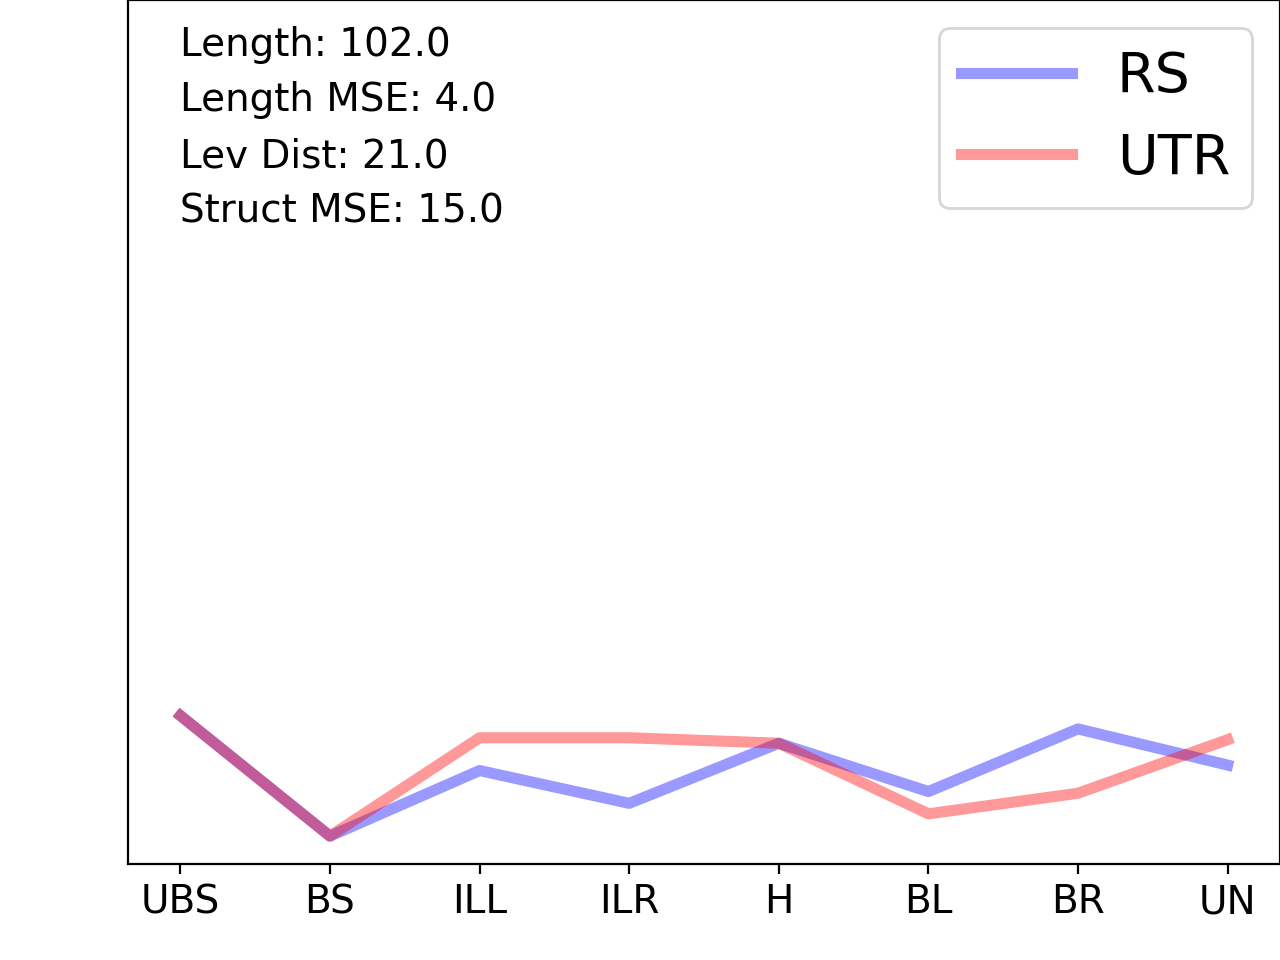 Length: 102.0
Length MSE: 4.0
Lev Dist: 21.0
Struct MSE: 15.0
RS
UTR
UBS BS ILL ILR H BL BR UN